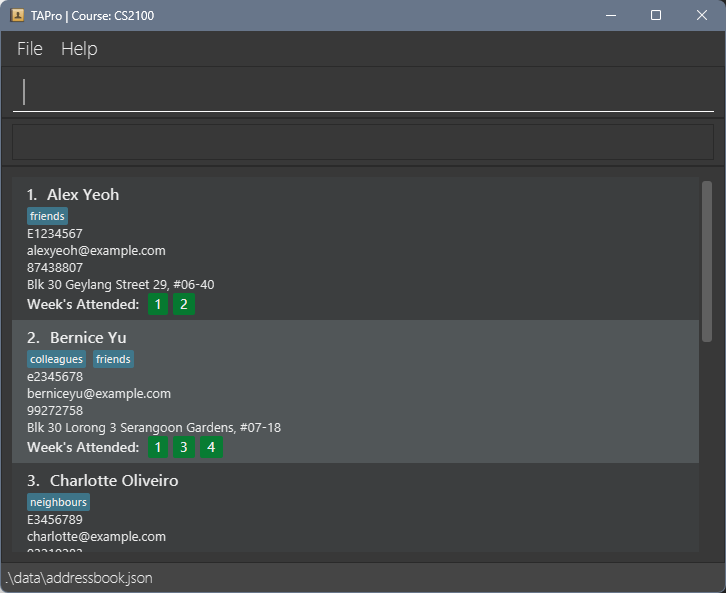 TAPro | Course: CS2100
File Help
1. Alex Yeoh
friends
E1234567
alexyeoh@example.com
87438807
Blk 30 Geylang Street 29, #06-40
Week's Attended: 1 2
2. Bernice Yu
colleagues friends
e2345678
berniceyu@example.com
99272758
Blk 30 Lorong 3 Serangoon Gardens, #07-18
Week's Attended: 1 3 4
3. Charlotte Oliveiro
neighbours
E3456789
charlotte@example.com
.\data\addressbook.json